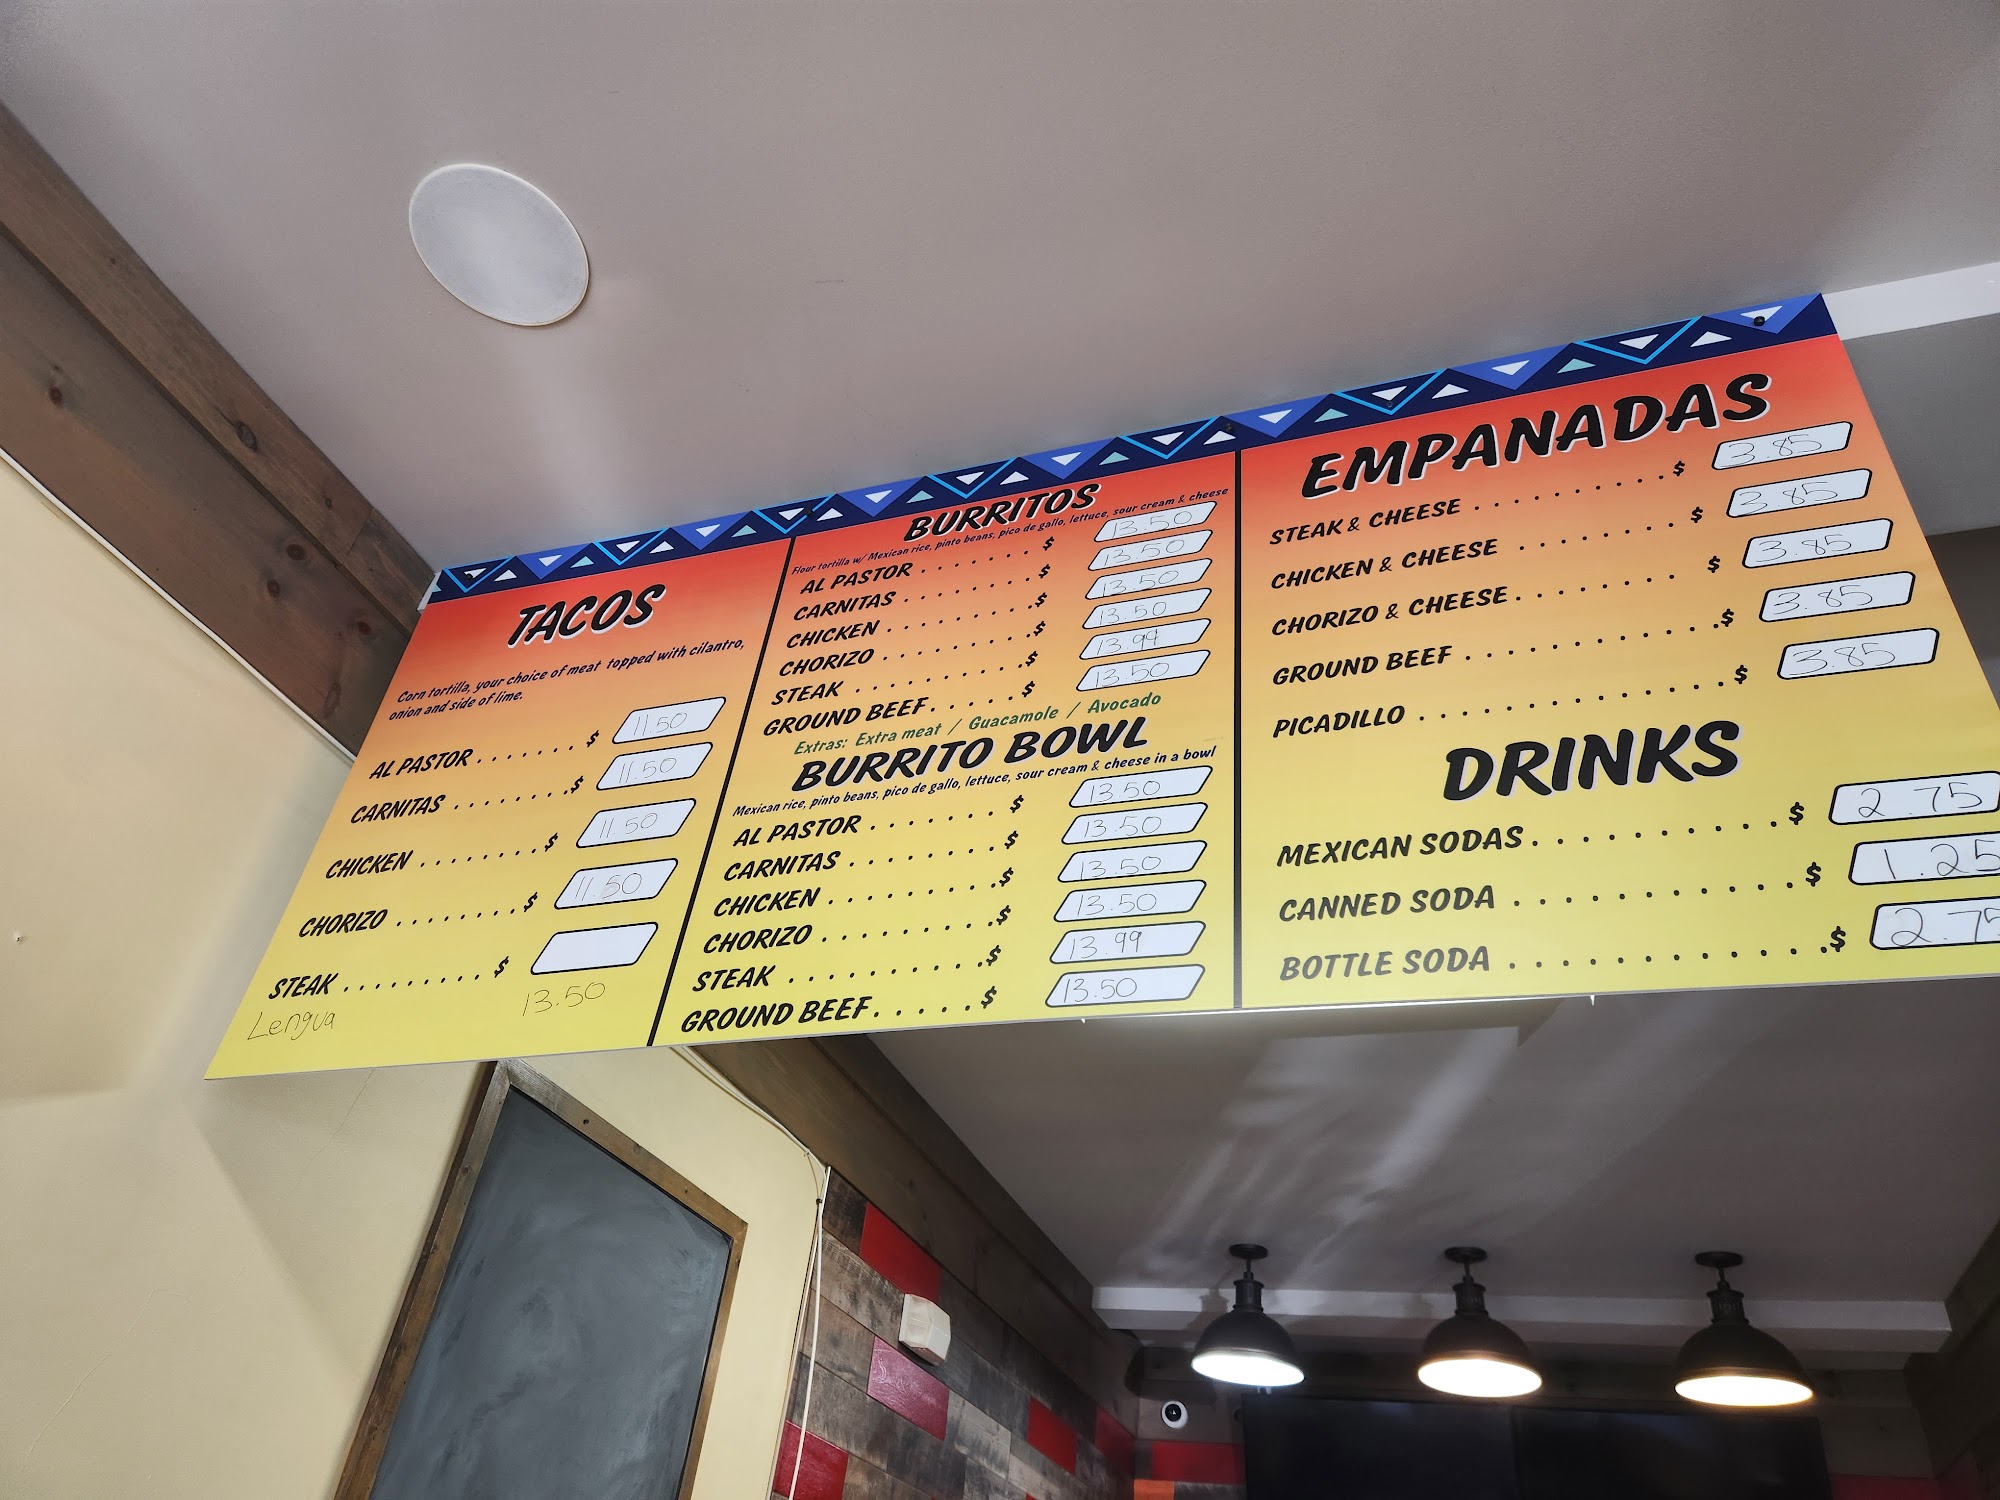 TACOS
Corn tortilla, your choice of meat topped with cilantro,
onion and side of lime.
AL PASTOR . . . . . . . $ 11.50
CARNITAS . . . . . . . . $ 11.50
CHICKEN . . . . . . . . $ 11.50
CHORIZO . . . . . . . . $ 11.50
STEAK . . . . . . . . . $
Lengua 13.50
BURRITOS
Flour tortilla w/ Mexican rice, pinto beans, pico de gallo, lettuce, sour cream & cheese
AL PASTOR . . . . . . . $ 13.50
CARNITAS . . . . . . . . $ 13.50
CHICKEN . . . . . . . . . $ 13.50
CHORIZO . . . . . . . . . $ 13.50
STEAK . . . . . . . . . . $ 13.99
GROUND BEEF. . . . . $ 13.50
Extras: Extra meat / Guacamole / Avocado
BURRITO BOWL
Mexican rice, pinto beans, pico de gallo, lettuce, sour cream & cheese in a bowl
AL PASTOR . . . . . . . $ 13.50
CARNITAS . . . . . . . . $ 13.50
CHICKEN . . . . . . . . . $ 13.50
CHORIZO . . . . . . . . . $ 13.50
STEAK . . . . . . . . . . $ 13.99
GROUND BEEF. . . . . $ 13.50
EMPANADAS
STEAK & CHEESE . . . . . . . . . . $ 3.85
CHICKEN & CHEESE . . . . . . . . $ 3.85
CHORIZO & CHEESE. . . . . . . . $ 3.85
GROUND BEEF . . . . . . . . . . . . $ 3.85
PICADILLO . . . . . . . . . . . . . . $ 3.85
DRINKS
MEXICAN SODAS. . . . . . . . . . . $ 2.75
CANNED SODA . . . . . . . . . . . . $ 1.25
BOTTLE SODA . . . . . . . . . . . . . $ 2.75